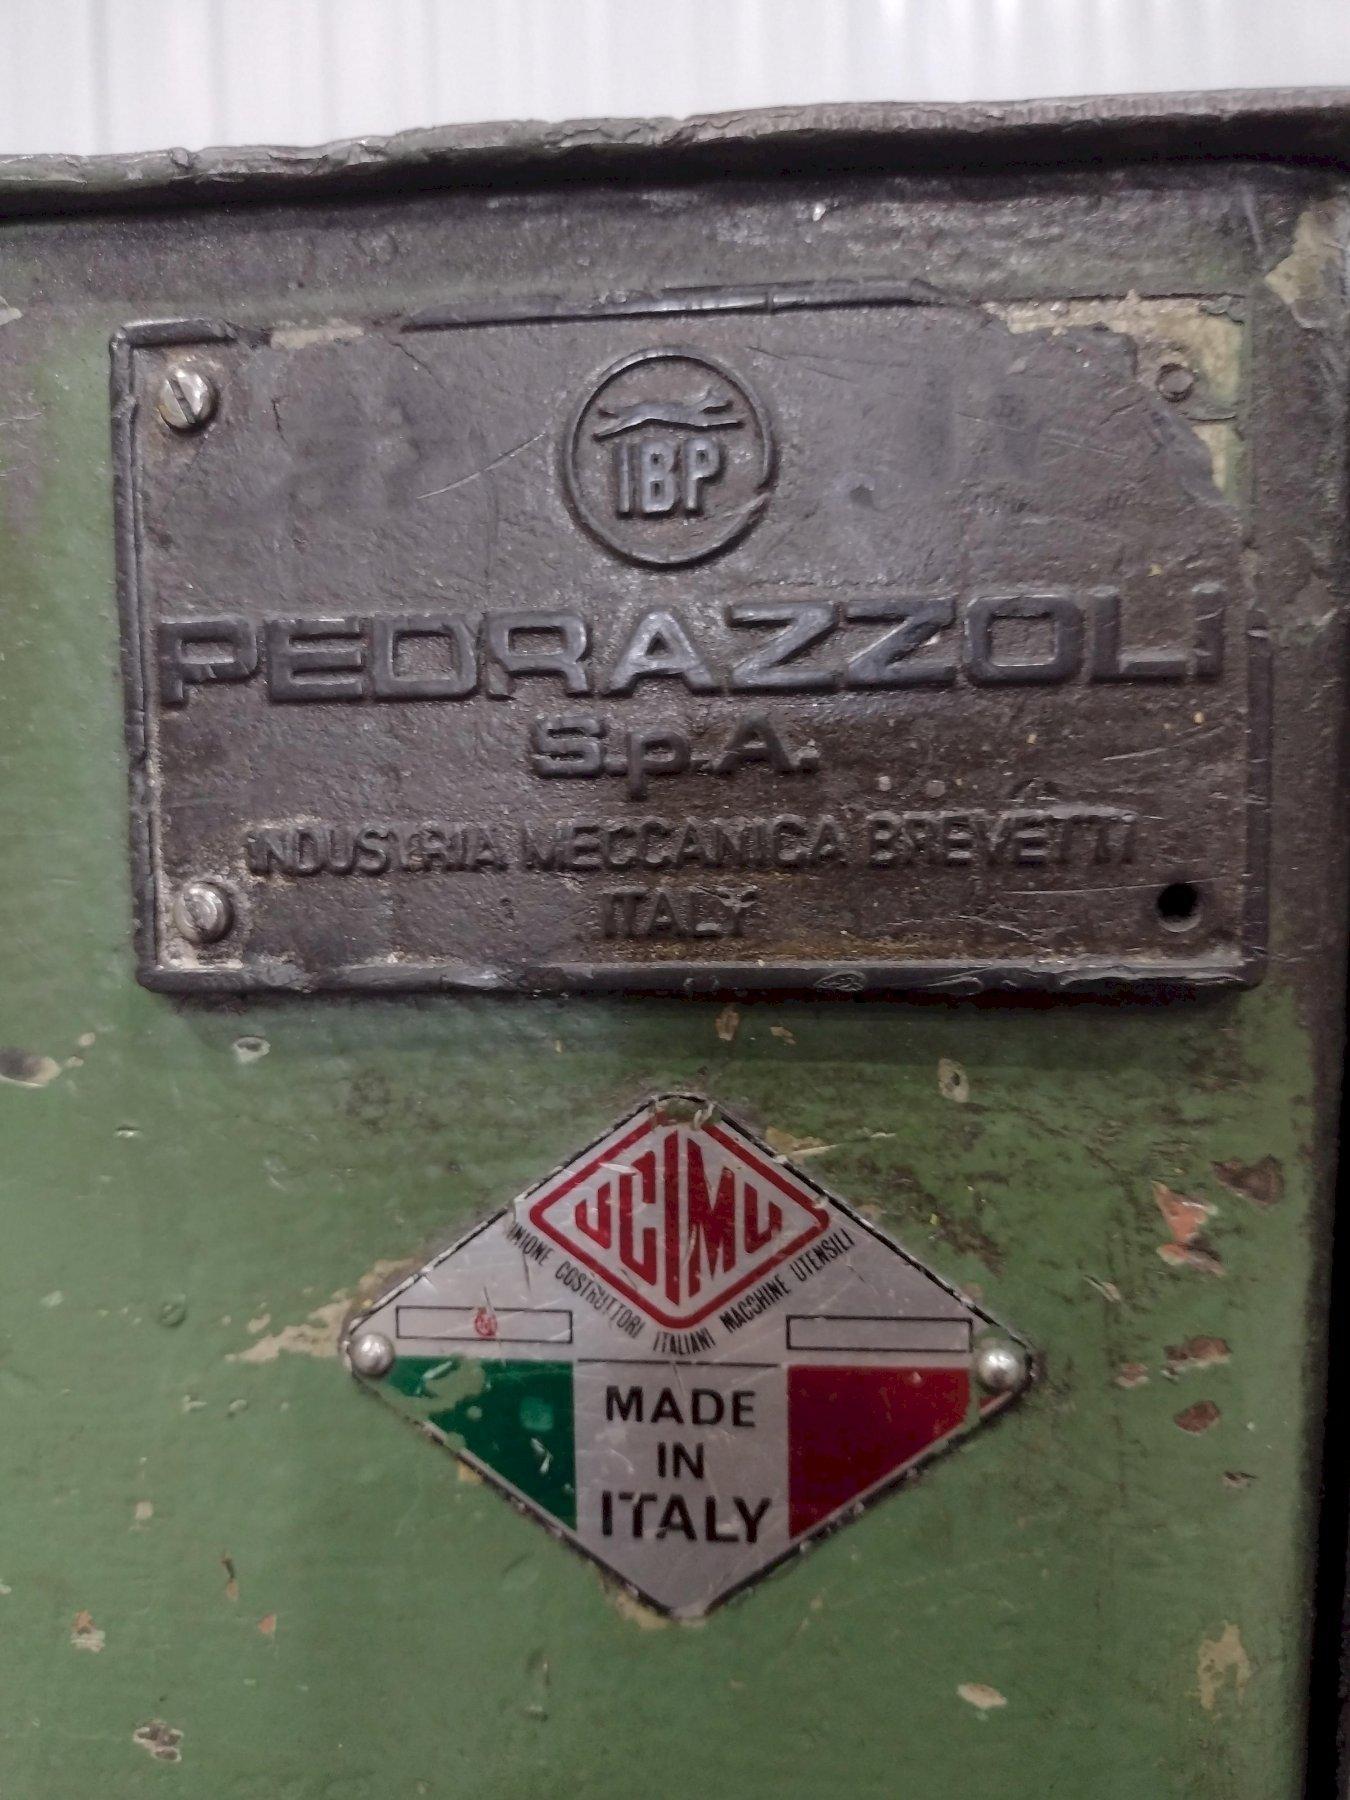 IBP
PEDRAZZOLI
S.p.A.
INDUSTRIA MECCANICA BREVETTI
ITALY
UCIMU
UNIONE COSTRUTTORI ITALIANI MACCHINE UTENSILI
MADE
IN
ITALY